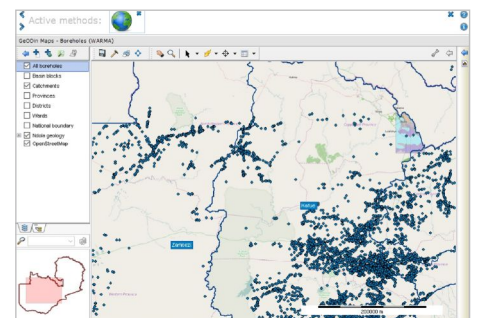 Active methods:
GeODin Maps - Boreholes (WARMA)
All boreholes
Basin blocks
Catchments
Provinces
Districts
Wards
National boundary
Ndola geology
OpenStreetMap
Kafue
Zambezi
200000 m